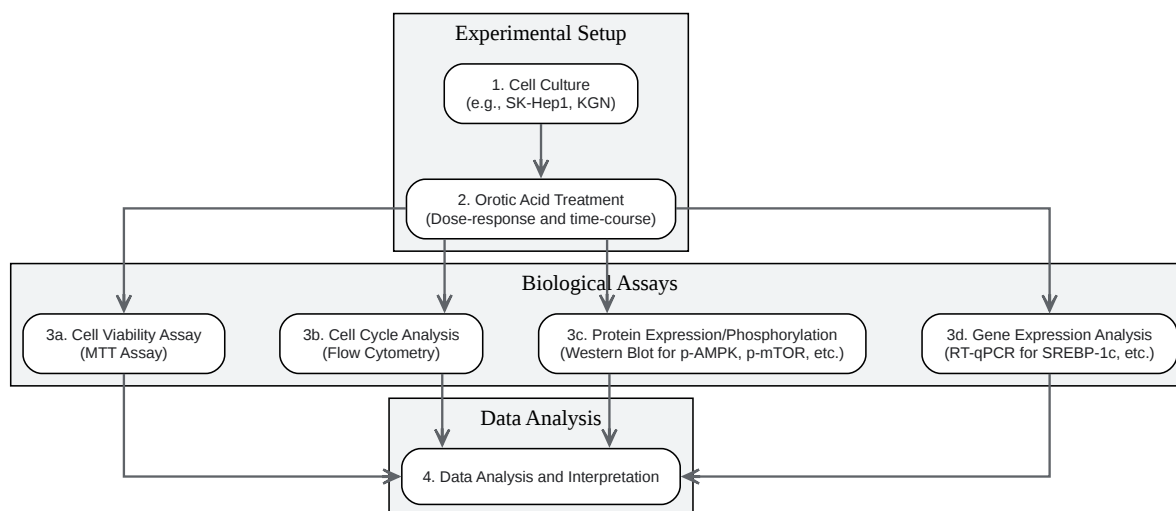 Experimental Setup
1. Cell Culture
(e.g., SK-Hep1, KGN)
2. Orotic Acid Treatment
(Dose-response and time-course)
Biological Assays
3a. Cell Viability Assay
(MTT Assay)
3b. Cell Cycle Analysis
(Flow Cytometry)
3c. Protein Expression/Phosphorylation
(Western Blot for p-AMPK, p-mTOR, etc.)
3d. Gene Expression Analysis
(RT-qPCR for SREBP-1c, etc.)
Data Analysis
4. Data Analysis and Interpretation